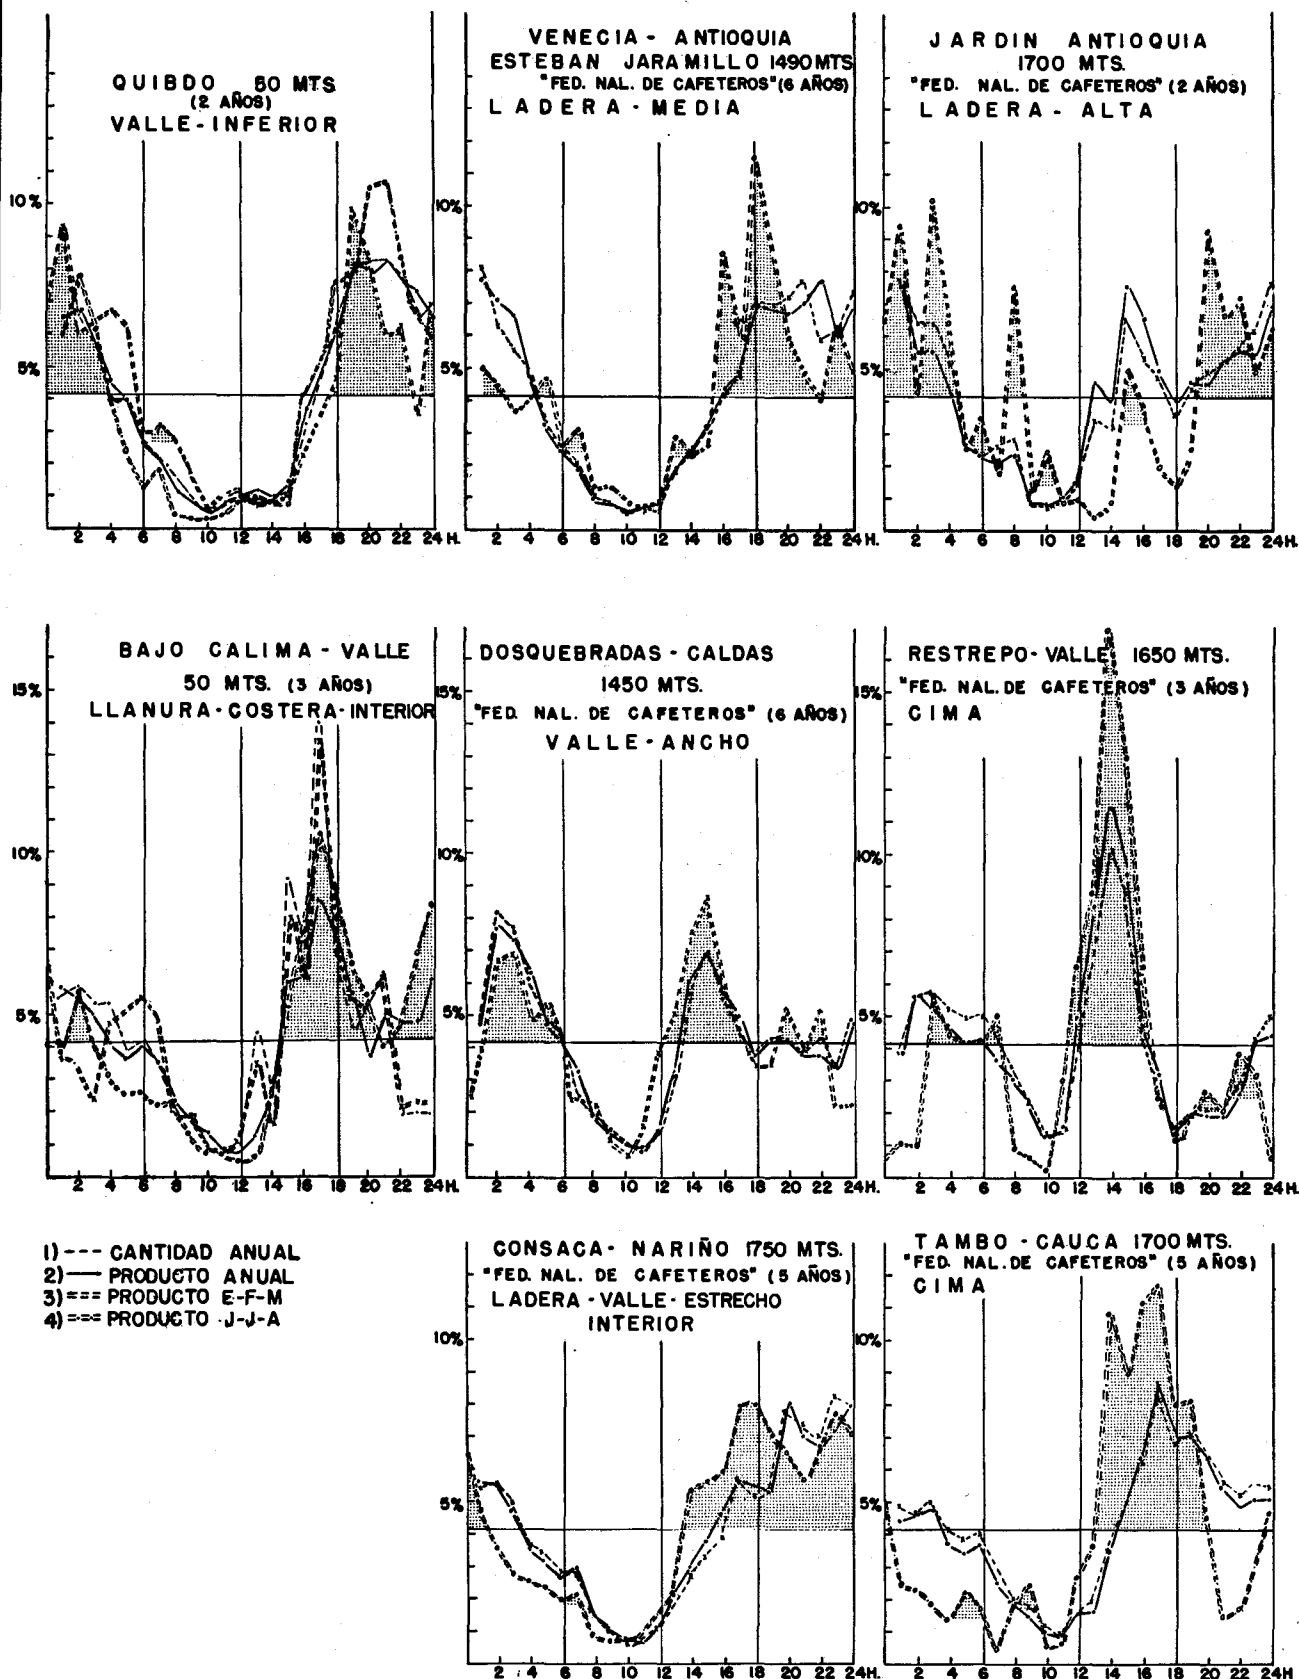 QUIBDO 50 MTS
(2 AÑOS)
VALLE-INFERIOR
10%
5%
2 4 6 8 10 12 14 16 18 20 22 24H.
VENECIA - ANTIOQUIA
ESTEBAN JARAMILLO 1490MTS
"FED. NAL. DE CAFETEROS" (6 AÑOS)
LADERA - MEDIA
10%
5%
2 4 6 8 10 12 14 16 18 20 22 24H.
JARDIN ANTIOQUIA
1700 MTS.
"FED. NAL. DE CAFETEROS" (2 AÑOS)
LADERA - ALTA
10%
5%
2 4 6 8 10 12 14 16 18 20 22 24H.
BAJO CALIMA - VALLE
50 MTS. (3 AÑOS)
LLANURA-COSTERA-INTERIOR
15%
10%
5%
2 4 6 8 10 12 14 16 18 20 22 24H.
DOSQUEBRADAS - CALDAS
1450 MTS.
"FED. NAL. DE CAFETEROS" (6 AÑOS)
VALLE-ANCHO
15%
10%
5%
2 4 6 8 10 12 14 16 18 20 22 24H.
RESTREPO-VALLE 1650 MTS.
"FED. NAL. DE CAFETEROS" (3 AÑOS)
CIMA
15%
10%
5%
2 4 6 8 10 12 14 16 18 20 22 24H.
1) --- CANTIDAD ANUAL
2) — PRODUCTO ANUAL
3) === PRODUCTO E-F-M
4) =-=- PRODUCTO J-J-A
CONSACA- NARIÑO 1750 MTS.
"FED. NAL. DE CAFETEROS" (5 AÑOS)
LADERA - VALLE - ESTRECHO
INTERIOR
10%
5%
2 4 6 8 10 12 14 16 18 20 22 24H.
TAMBO - CAUCA 1700 MTS.
"FED. NAL. DE CAFETEROS" (5 AÑOS)
CIMA
10%
5%
2 4 6 8 10 12 14 16 18 20 22 24H